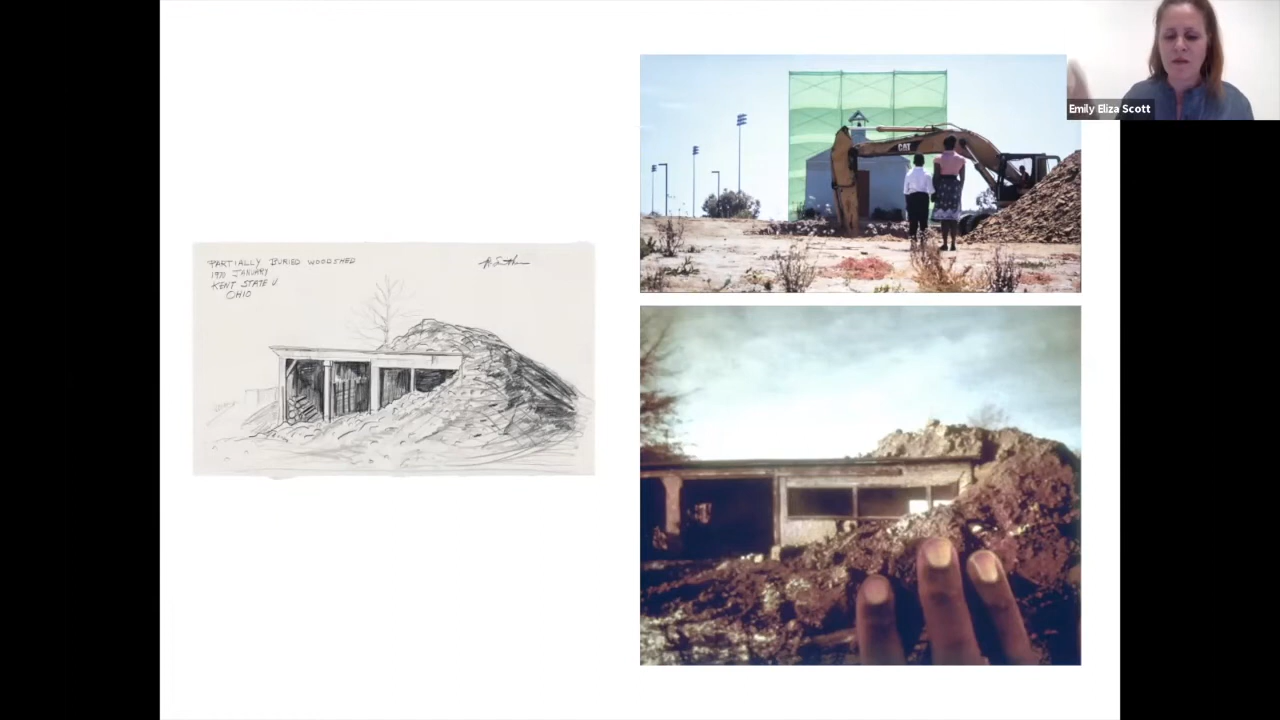 PARTIALLY BURIED WOODSHED
1970 JANUARY
KENT STATE U.
OHIO
CAT
Emily Eliza Scott